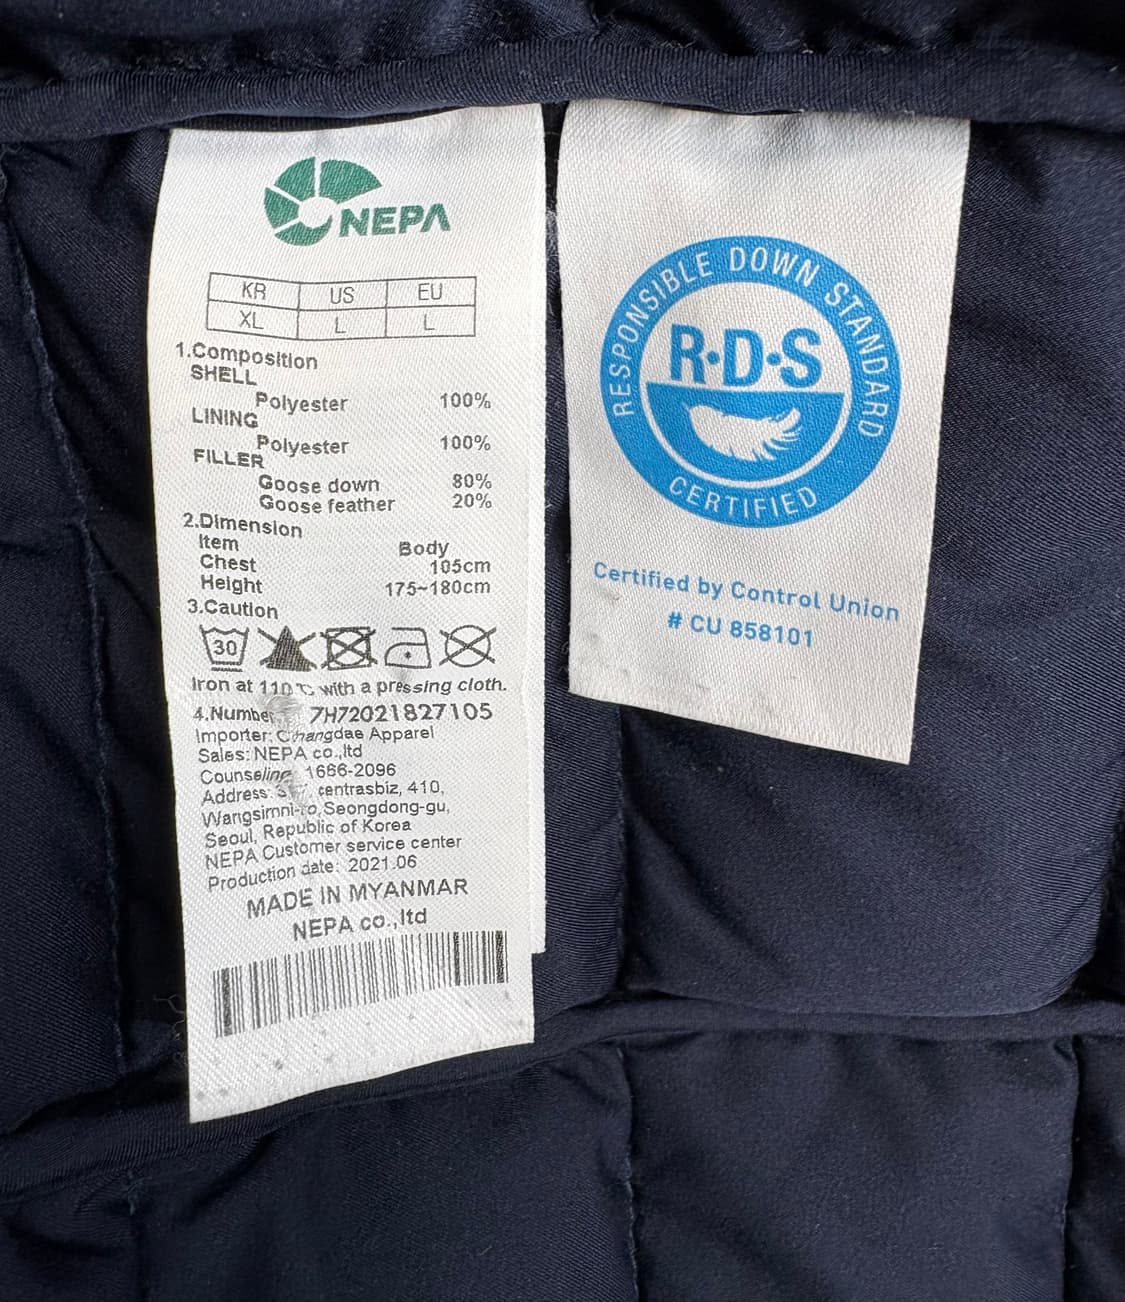 NEPA
KR US EU
XL L L
1.Composition
SHELL
Polyester 100%
LINING
Polyester 100%
FILLER
Goose down 80%
Goose feather 20%
2.Dimension
Item Body
Chest 105cm
Height 175~180cm
3.Caution
30
Iron at 110℃ with a pressing cloth.
4.Number 7H72021827105
Importer: Changdae Apparel
Sales: NEPA co.,ltd
Counseling 1666-2096
Address: centrasbiz, 410,
Wangsimni-ro,Seongdong-gu,
Seoul, Republic of Korea
NEPA Customer service center
Production date: 2021.06
MADE IN MYANMAR
NEPA co.,ltd
RESPONSIBLE DOWN STANDARD
R·D·S
CERTIFIED
Certified by Control Union
# CU 858101